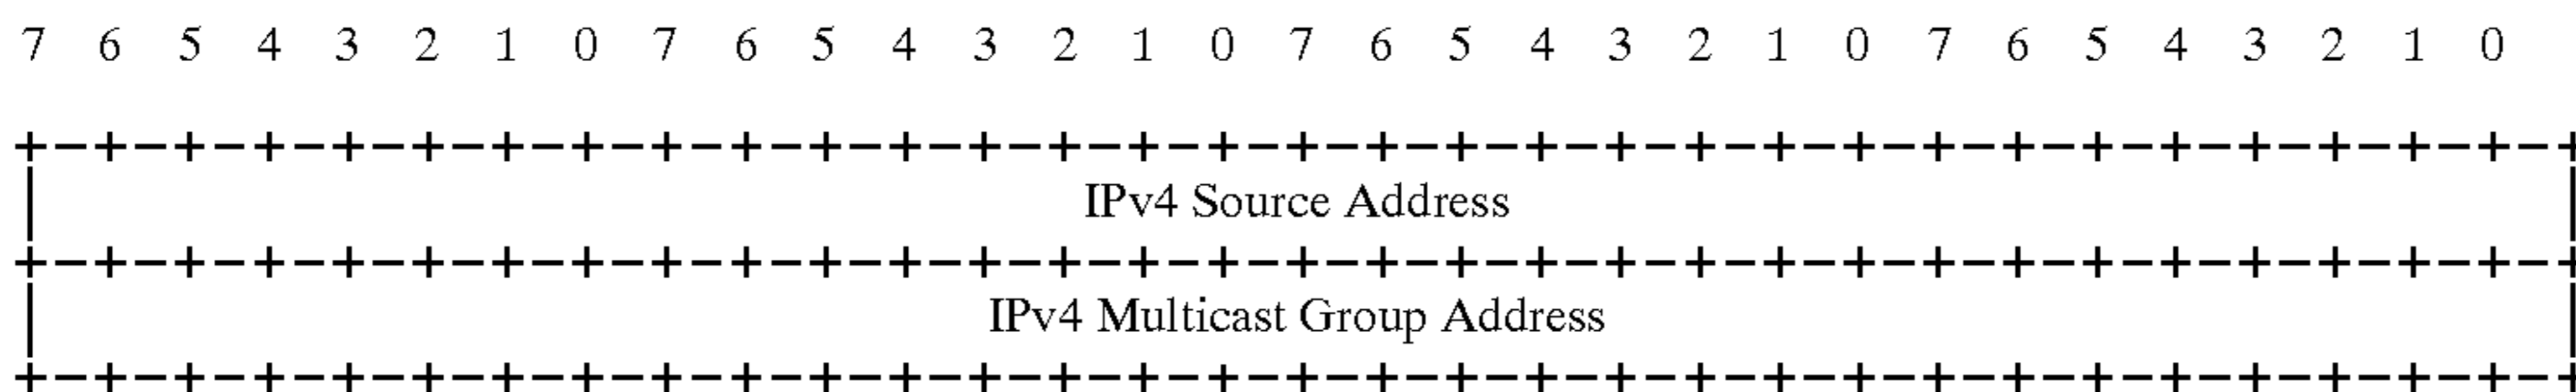 7 6 5 4 3 2 1 0 7 6 5 4 3 2 1 0 7 6 5 4 3 2 1 0 7 6 5 4 3 2 1 0
+-+-+-+-+-+-+-+-+-+-+-+-+-+-+-+-+-+-+-+-+-+-+-+-+-+-+-+-+-+-+-+-+
| IPv4 Source Address |
+-+-+-+-+-+-+-+-+-+-+-+-+-+-+-+-+-+-+-+-+-+-+-+-+-+-+-+-+-+-+-+-+
| IPv4 Multicast Group Address |
+-+-+-+-+-+-+-+-+-+-+-+-+-+-+-+-+-+-+-+-+-+-+-+-+-+-+-+-+-+-+-+-+